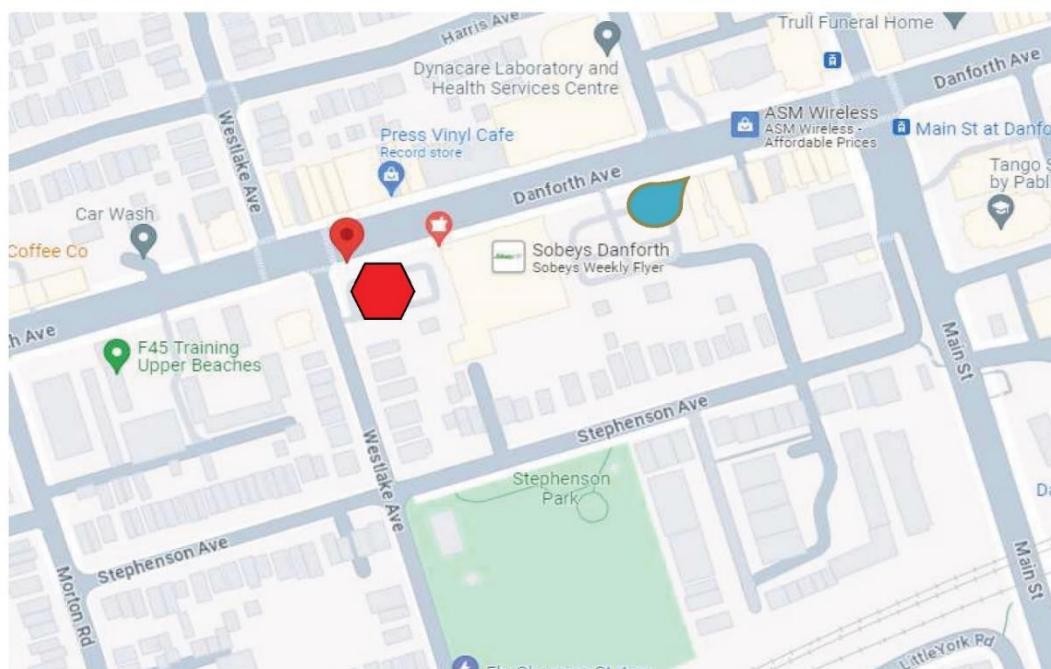 Harris Ave
Trull Funeral Home
Dynacare Laboratory and
Health Services Centre
Danforth Ave
Westlake Ave
Press Vinyl Cafe
Record store
ASM Wireless
ASM Wireless -
Affordable Prices
Main St at Danfo
Danforth Ave
Tango S
by Pabl
Car Wash
Coffee Co
Sobeys Danforth
Sobeys Weekly Flyer
th Ave
F45 Training
Upper Beaches
Main St
Stephenson Ave
Westlake Ave
Stephenson
Park
Da
Stephenson Ave
Morton Rd
Main St
LittleYork Rd